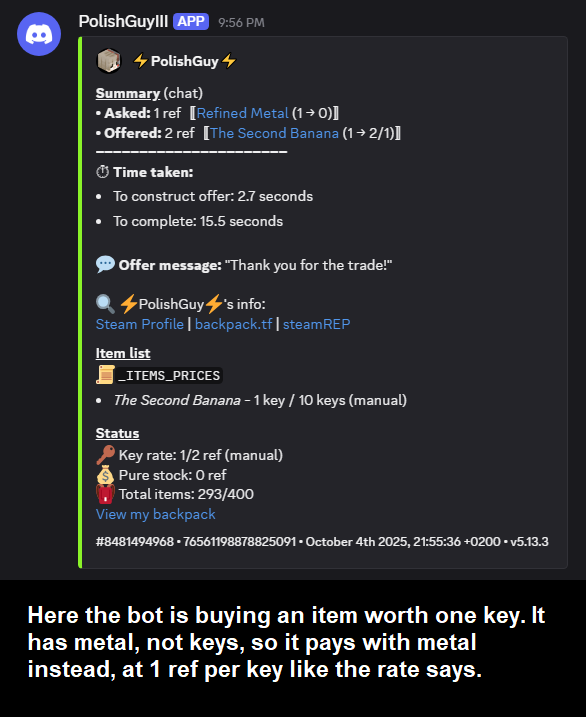 PolishGuyIII APP 9:56 PM
⚡PolishGuy⚡
Summary (chat)
• Asked: 1 ref 〚Refined Metal (1 → 0)〛
• Offered: 2 ref 〚The Second Banana (1 → 2/1)〛
–––––––––––––––––––––
⏱ Time taken:
• To construct offer: 2.7 seconds
• To complete: 15.5 seconds
💬 Offer message: "Thank you for the trade!"
🔍 ⚡PolishGuy⚡'s info:
Steam Profile | backpack.tf | steamREP
Item list
📜_ITEMS_PRICES
• The Second Banana - 1 key / 10 keys (manual)
Status
🔑 Key rate: 1/2 ref (manual)
💰 Pure stock: 0 ref
🎒 Total items: 293/400
View my backpack
#8481494968 • 76561198878825091 • October 4th 2025, 21:55:36 +0200 • v5.13.3
Here the bot is buying an item worth one key. It
has metal, not keys, so it pays with metal
instead, at 1 ref per key like the rate says.